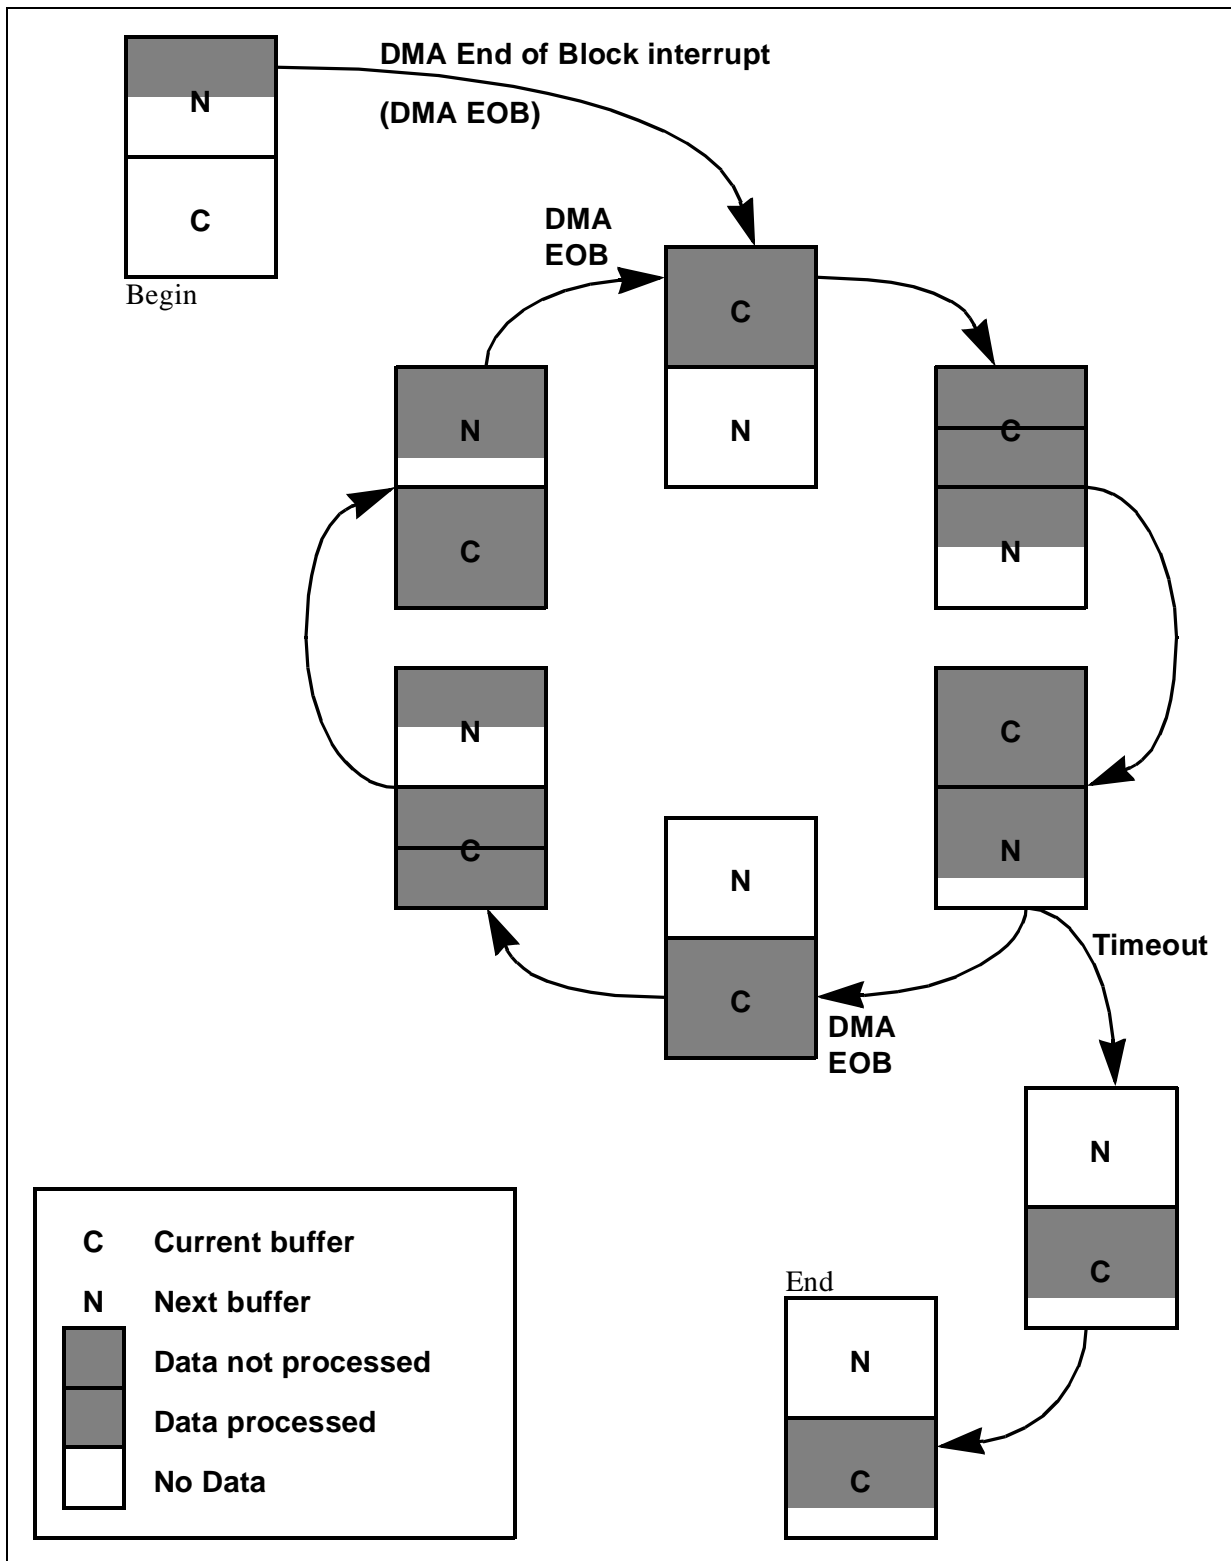 DMA End of Block interrupt
(DMA EOB)
N
C
Begin
DMA
EOB
C
N
N
C
C
N
N
C
C
N
N
C
DMA
EOB
Timeout
N
C
End
N
C
C Current buffer
N Next buffer
Data not processed
Data processed
No Data